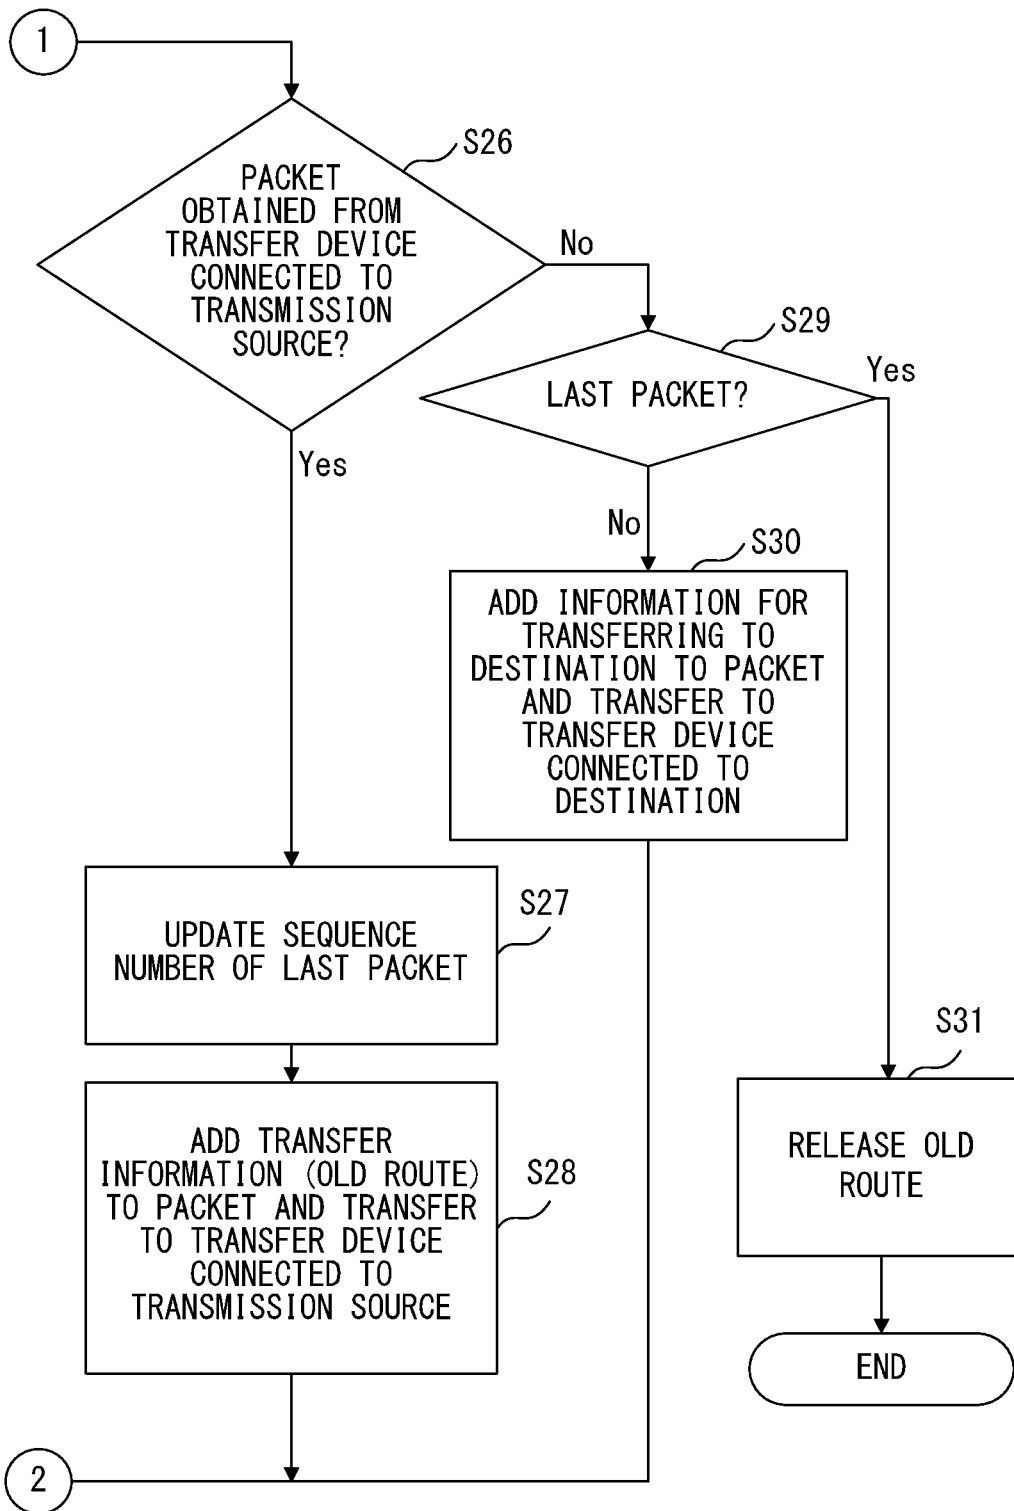 1
S26
PACKET
OBTAINED FROM
TRANSFER DEVICE
CONNECTED TO
TRANSMISSION
SOURCE?
No
Yes
S29
LAST PACKET?
Yes
No
S30
ADD INFORMATION FOR
TRANSFERRING TO
DESTINATION TO PACKET
AND TRANSFER TO
TRANSFER DEVICE
CONNECTED TO
DESTINATION
S27
UPDATE SEQUENCE
NUMBER OF LAST PACKET
S28
ADD TRANSFER
INFORMATION (OLD ROUTE)
TO PACKET AND TRANSFER
TO TRANSFER DEVICE
CONNECTED TO
TRANSMISSION SOURCE
S31
RELEASE OLD
ROUTE
END
2